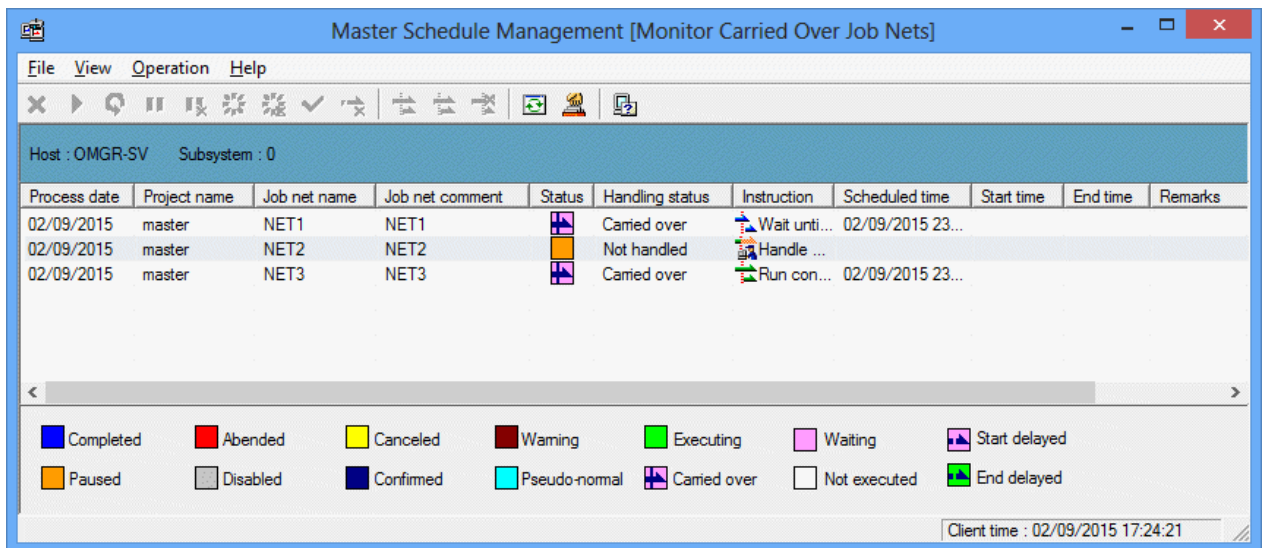 Master Schedule Management [Monitor Carried Over Job Nets]
File View Operation Help
Host : OMGR-SV Subsystem : 0
Process date Project name Job net name Job net comment Status Handling status Instruction Scheduled time Start time End time Remarks
02/09/2015 master NET1 NET1 Carried over Wait unti... 02/09/2015 23...
02/09/2015 master NET2 NET2 Not handled Handle ...
02/09/2015 master NET3 NET3 Carried over Run con... 02/09/2015 23...
Completed Abended Canceled Warning Executing Waiting Start delayed
Paused Disabled Confirmed Pseudo-normal Carried over Not executed End delayed
Client time : 02/09/2015 17:24:21